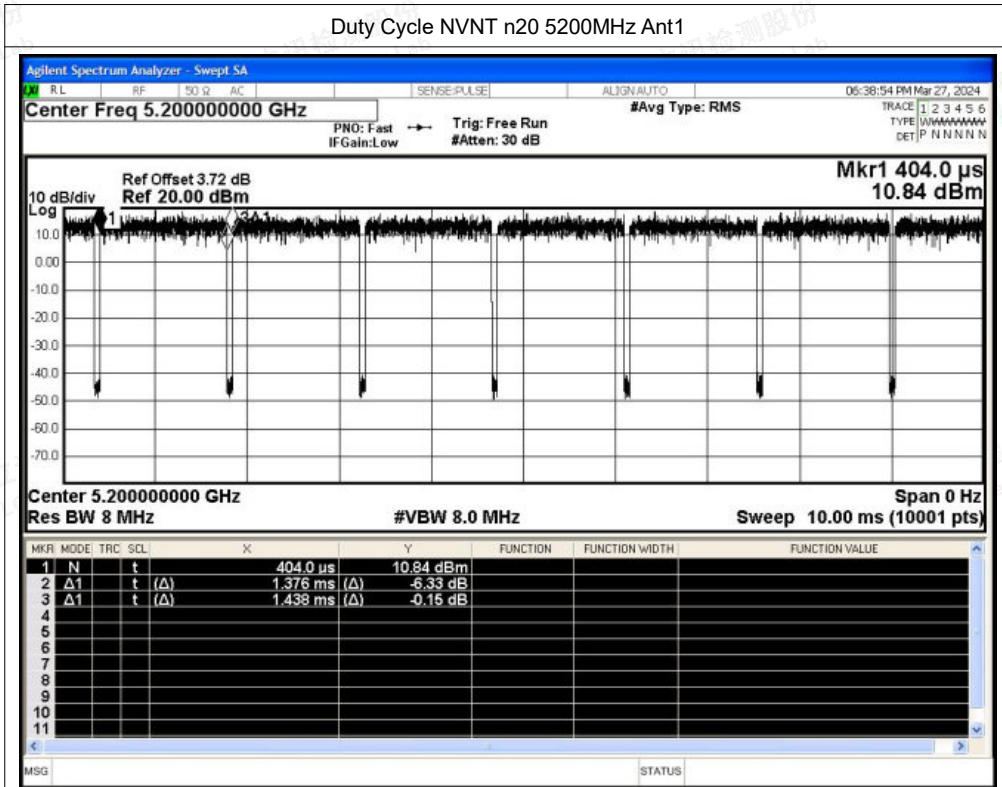 Duty Cycle NVNT n20 5200MHz Ant1
Agilent Spectrum Analyzer - Swept SA
RL RF 50 Ω AC SENSE:PULSE ALIGN AUTO 06:38:54 PM Mar 27, 2024
Center Freq 5.200000000 GHz #Avg Type: RMS TRACE 1 2 3 4 5 6
PNO: Fast Trig: Free Run TYPE WWWWWW
IFGain:Low #Atten: 30 dB DET P N N N N N
Mkr1 404.0 µs
Ref Offset 3.72 dB
10 dB/div Ref 20.00 dBm 10.84 dBm
Log
1 3Δ1
10.0
0.00
-10.0
-20.0
-30.0
-40.0
-50.0
-60.0
-70.0
Center 5.200000000 GHz Span 0 Hz
Res BW 8 MHz #VBW 8.0 MHz Sweep 10.00 ms (10001 pts)
MKR MODE TRC SCL X Y FUNCTION FUNCTION WIDTH FUNCTION VALUE
1 N t 404.0 µs 10.84 dBm
2 Δ1 t (Δ) 1.376 ms (Δ) -6.33 dB
3 Δ1 t (Δ) 1.438 ms (Δ) -0.15 dB
4
5
6
7
8
9
10
11
MSG STATUS